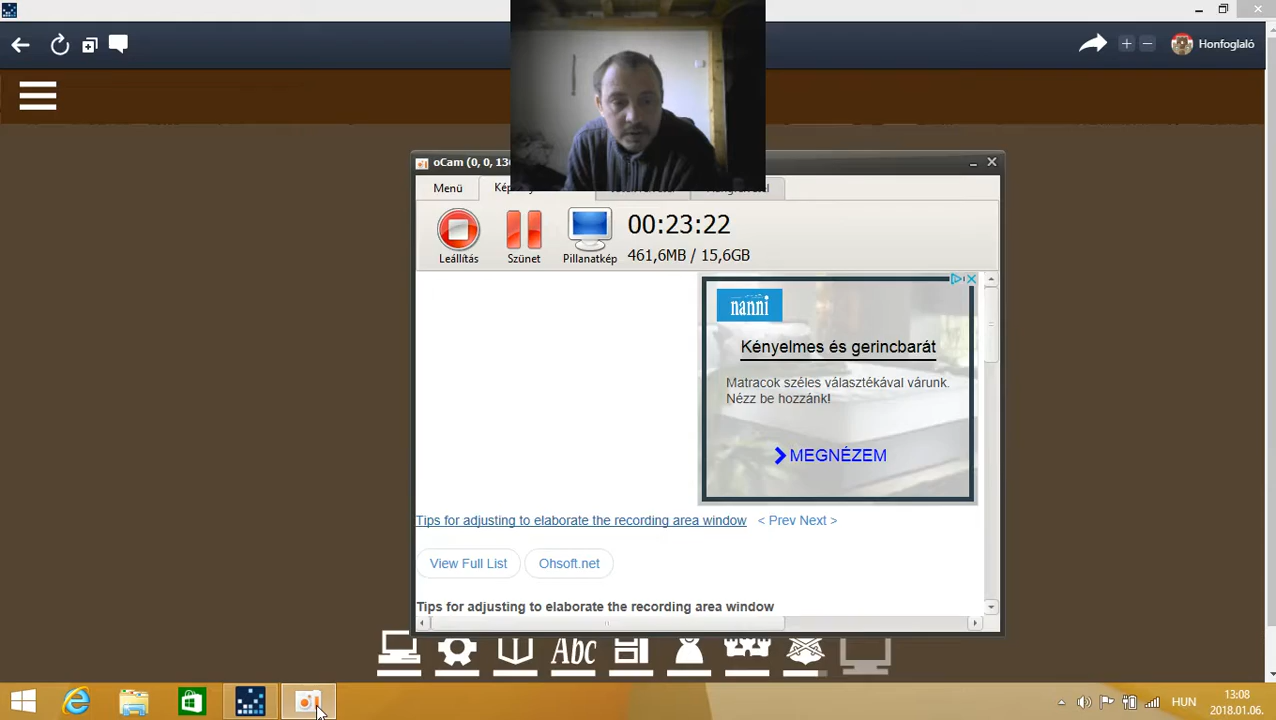 Honfoglaló
oCam (0, 0, 13
Menü
Leállítás
Szünet
Pillanatkép
00:23:22
461,6MB / 15,6GB
nanni
Kényelmes és gerincbarát
Matracok széles választékával várunk.
Nézz be hozzánk!
MEGNÉZEM
Tips for adjusting to elaborate the recording area window < Prev Next >
View Full List Ohsoft.net
Tips for adjusting to elaborate the recording area window
Abc
HUN
13:08
2018.01.06.